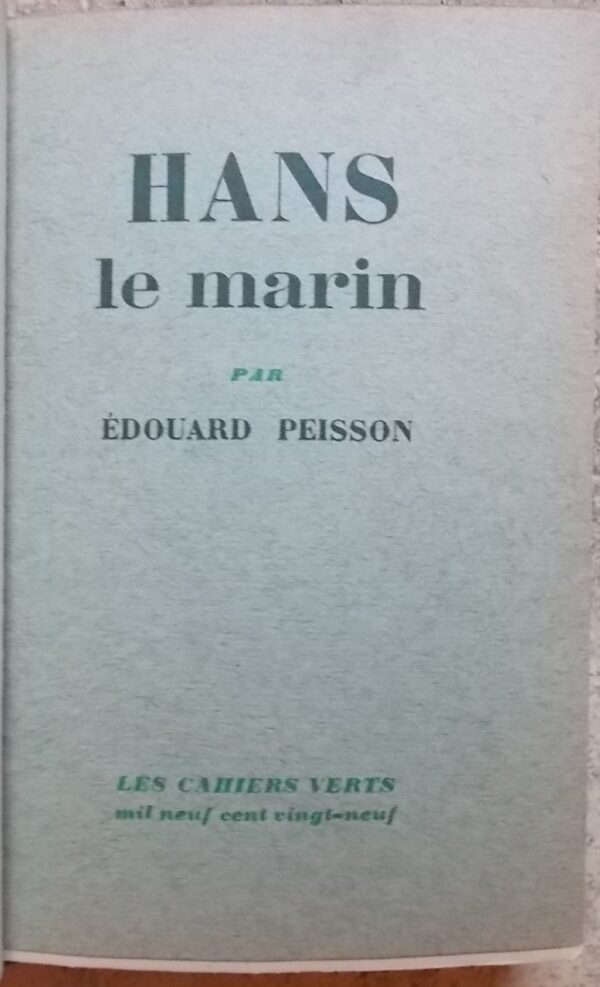 HANS
le marin
PAR
ÉDOUARD PEISSON
LES CAHIERS VERTS
mil neuf cent vingt-neuf